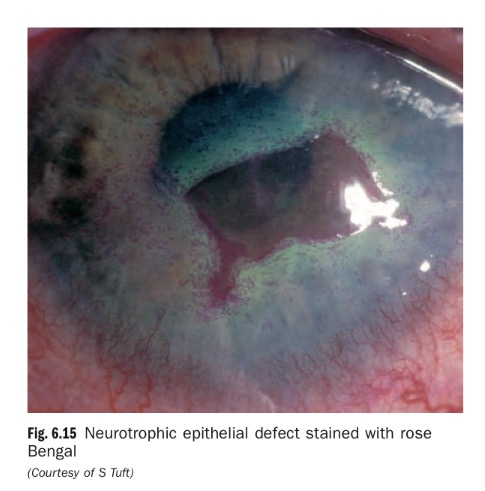 Fig. 6.15 Neurotrophic epithelial defect stained with rose
Bengal
(Courtesy of S Tuft)